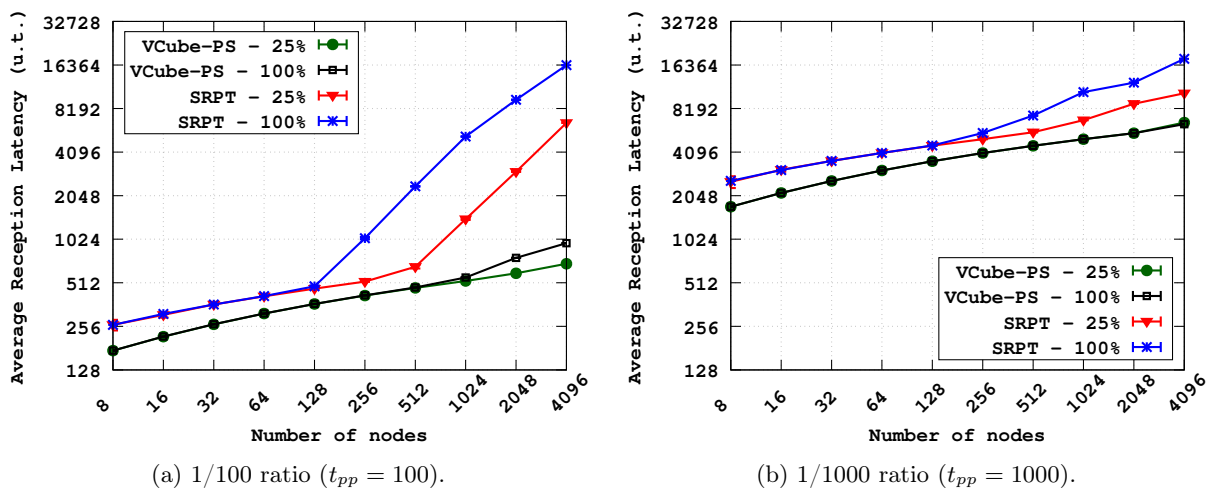 Average Reception Latency (u.t.)
32728
16364
8192
4096
2048
1024
512
256
128
VCube-PS - 25%
VCube-PS - 100%
SRPT - 25%
SRPT - 100%
8 16 32 64 128 256 512 1024 2048 4096
Number of nodes
(a) 1/100 ratio (t_pp = 100).
Average Reception Latency (u.t.)
32728
16364
8192
4096
2048
1024
512
256
128
VCube-PS - 25%
VCube-PS - 100%
SRPT - 25%
SRPT - 100%
8 16 32 64 128 256 512 1024 2048 4096
Number of nodes
(b) 1/1000 ratio (t_pp = 1000).